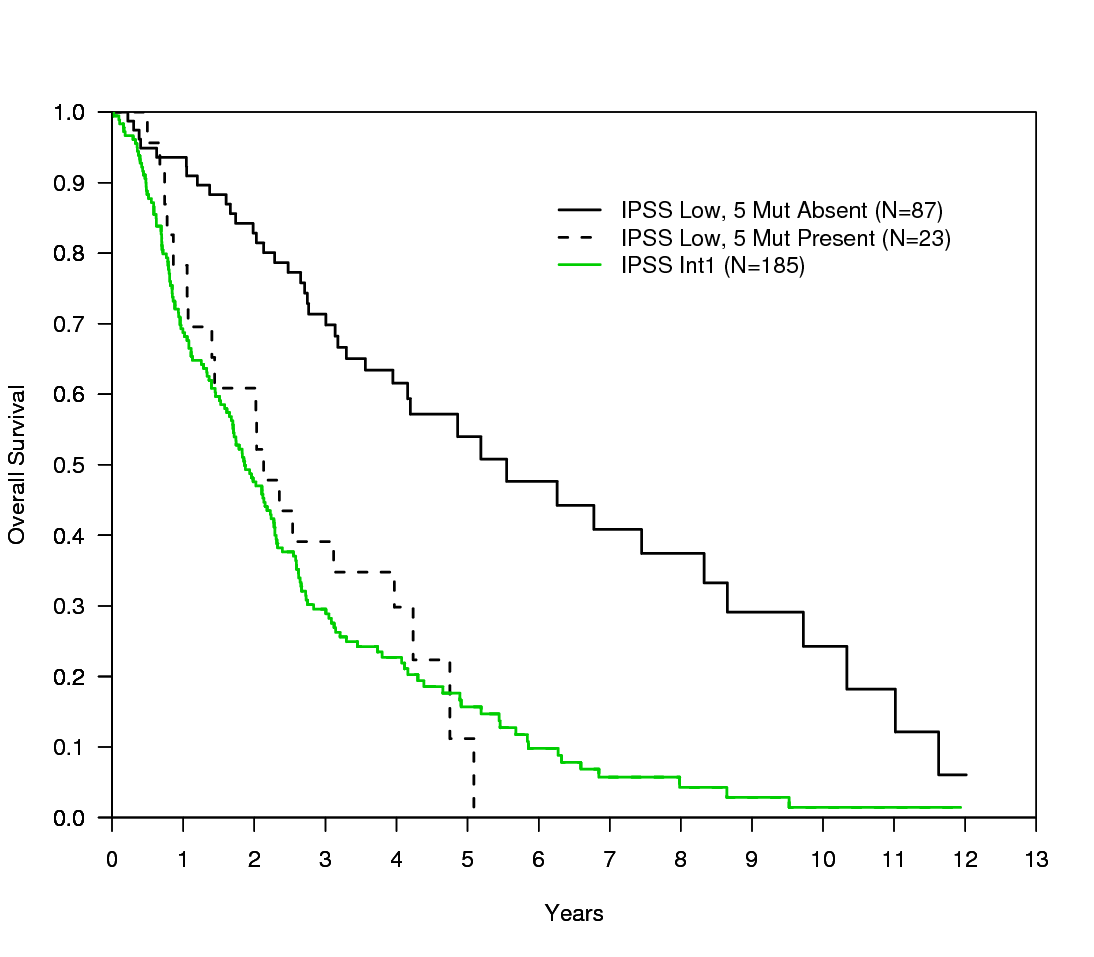 1.0
0.9
0.8
0.7
0.6
0.5
0.4
0.3
0.2
0.1
0.0
Overall Survival
IPSS Low, 5 Mut Absent (N=87)
IPSS Low, 5 Mut Present (N=23)
IPSS Int1 (N=185)
0 1 2 3 4 5 6 7 8 9 10 11 12 13
Years